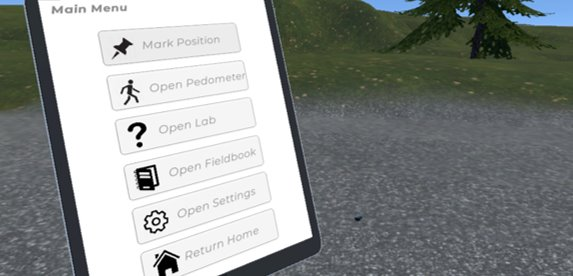 Main Menu
Mark Position
Open Pedometer
Open Lab
Open Fieldbook
Open Settings
Return Home